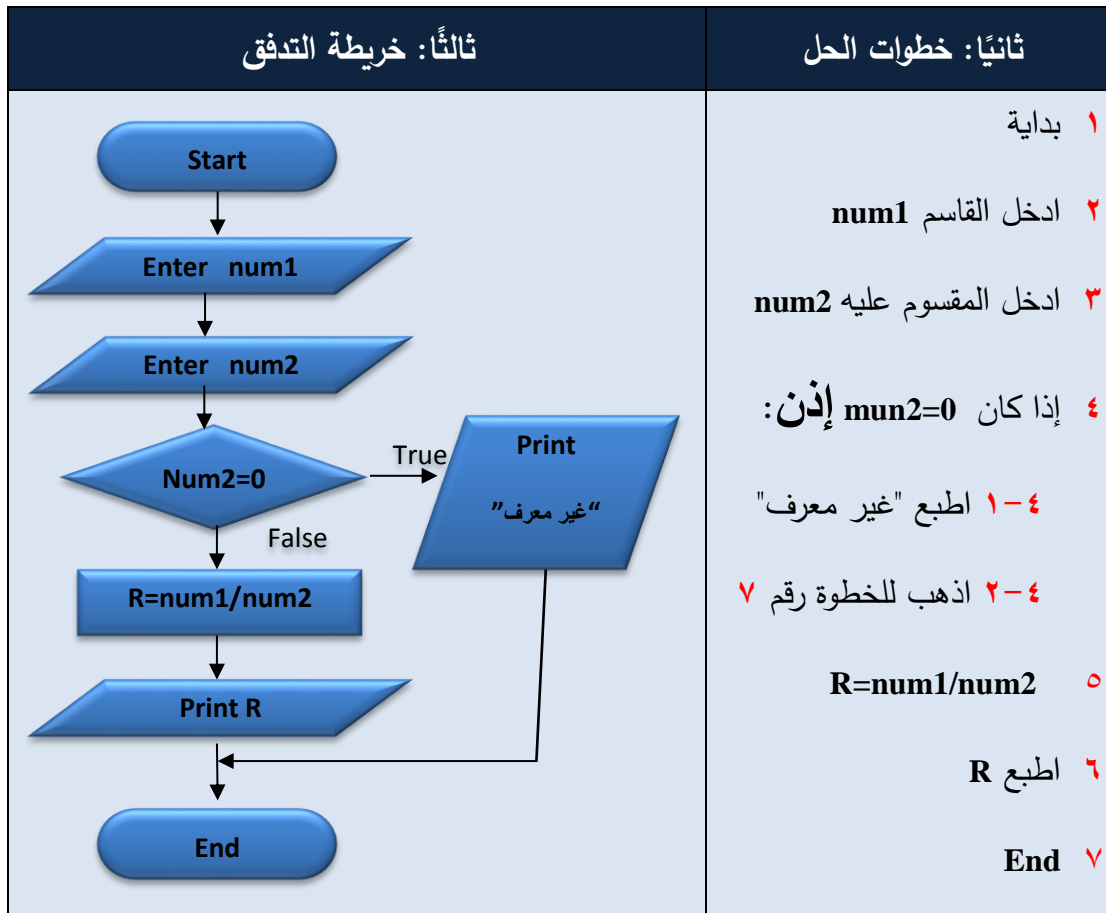 ثانيًا: خطوات الحل
١ بداية
٢ ادخل القاسم num1
٣ ادخل المقسوم عليه num2
٤ إذا كان mun2=0 إذن:
٤-١ اطبع "غير معرف"
٤-٢ اذهب للخطوة رقم ٧
٥ R=num1/num2
٦ اطبع R
٧ End
ثالثًا: خريطة التدفق
Start
Enter num1
Enter num2
Num2=0
True
Print
“غير معرف”
False
R=num1/num2
Print R
End